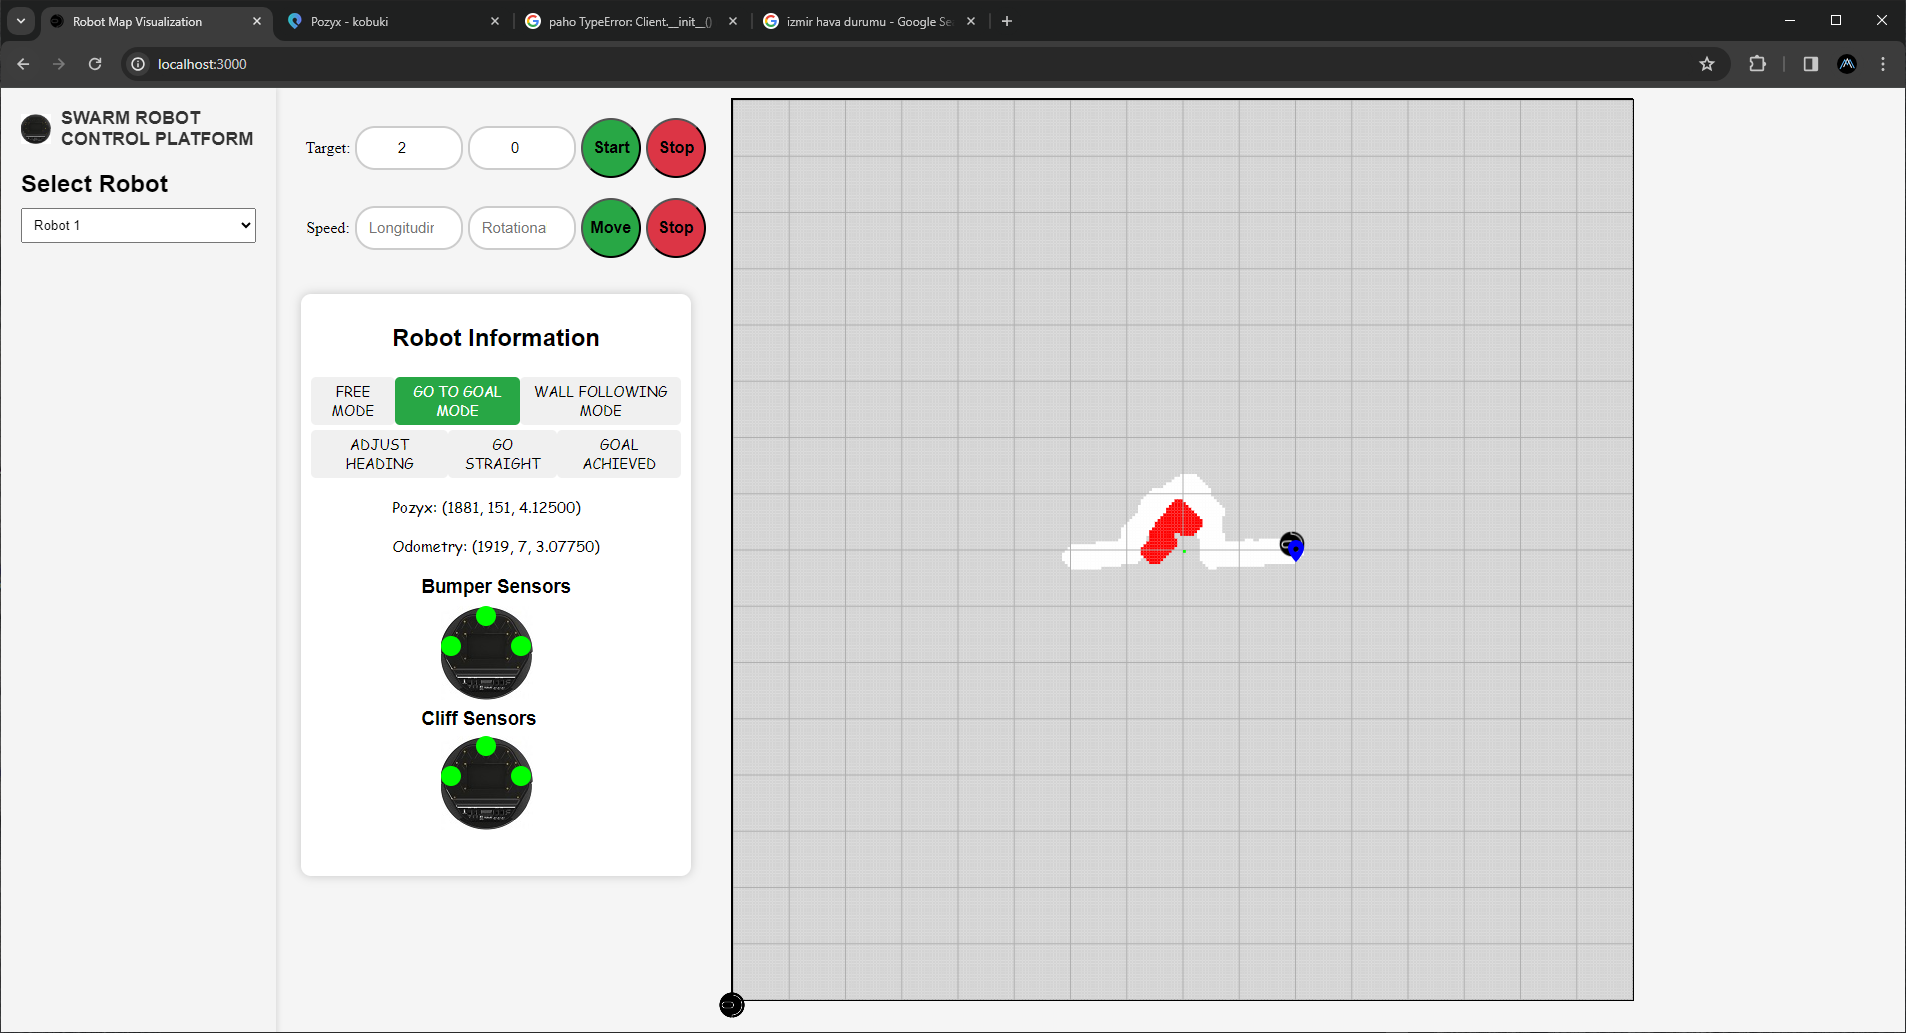 Robot Map Visualization
Pozyx - kobuki
paho TypeError: Client.__init__()
izmir hava durumu - Google Se
localhost:3000
SWARM ROBOT
CONTROL PLATFORM
Select Robot
Robot 1
Target: 2 0 Start Stop
Speed: Longitudir Rotationa Move Stop
Robot Information
FREE
MODE
GO TO GOAL
MODE
WALL FOLLOWING
MODE
ADJUST
HEADING
GO
STRAIGHT
GOAL
ACHIEVED
Pozyx: (1881, 151, 4.12500)
Odometry: (1919, 7, 3.07750)
Bumper Sensors
Cliff Sensors